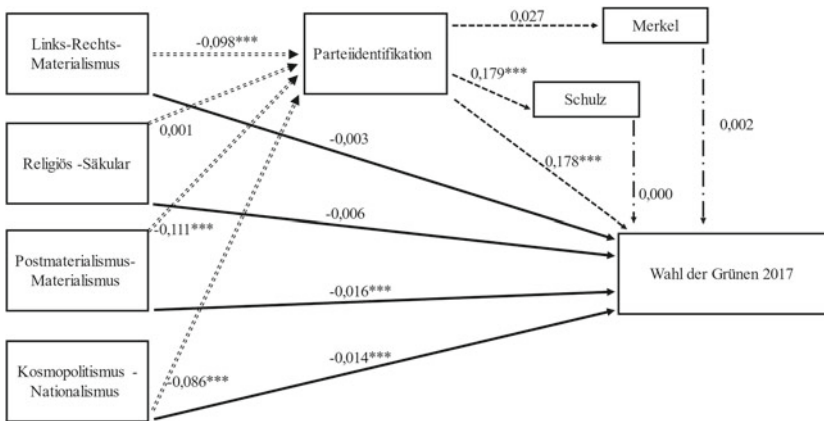 Links-Rechts-
Materialismus
-0,098***
Parteiidentifikation
0,027
Merkel
0,179***
Schulz
0,001
-0,003
0,002
Religiös -Säkular
0,178***
0,000
-0,006
-0,111***
Postmaterialismus-
Materialismus
Wahl der Grünen 2017
-0,016***
-0,014***
Kosmopolitismus -
Nationalismus
-0,086***